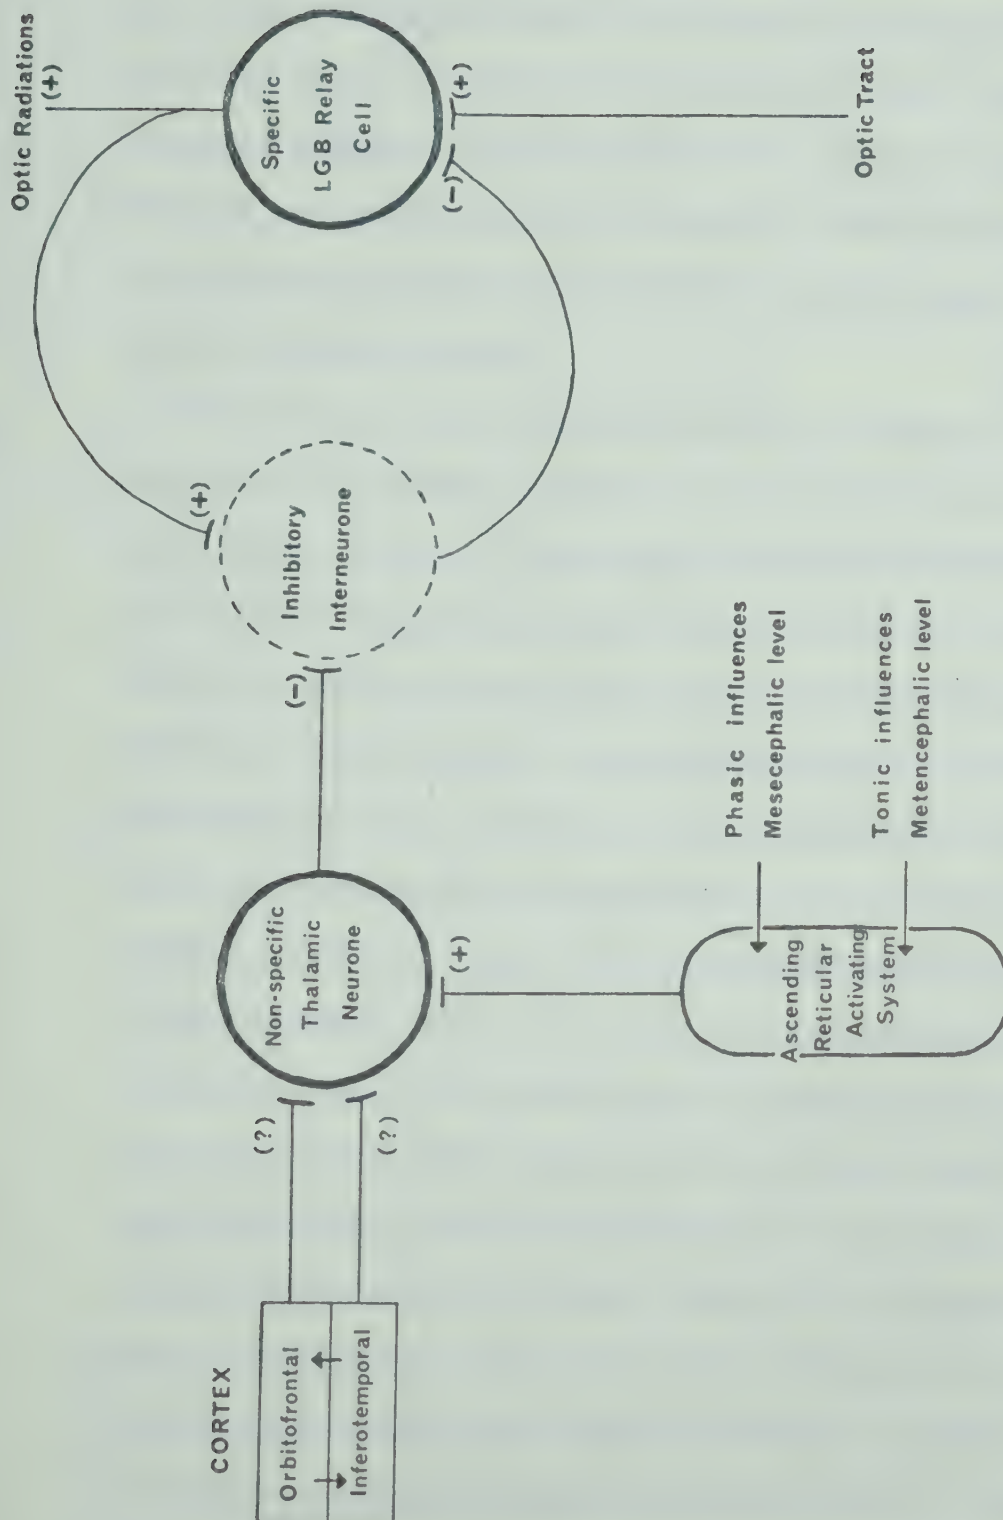 CORTEX
Orbitofrontal
Inferotemporal
(?)
(?)
Non-specific
Thalamic
Neurone
(+)
Ascending
Reticular
Activating
System
Phasic influences
Mesecephalic level
Tonic influences
Metencephalic level
(-)
Inhibitory
Interneurone
(+)
Optic Radiations
(+)
Specific
LGB Relay
Cell
(-)
(+)
Optic Tract